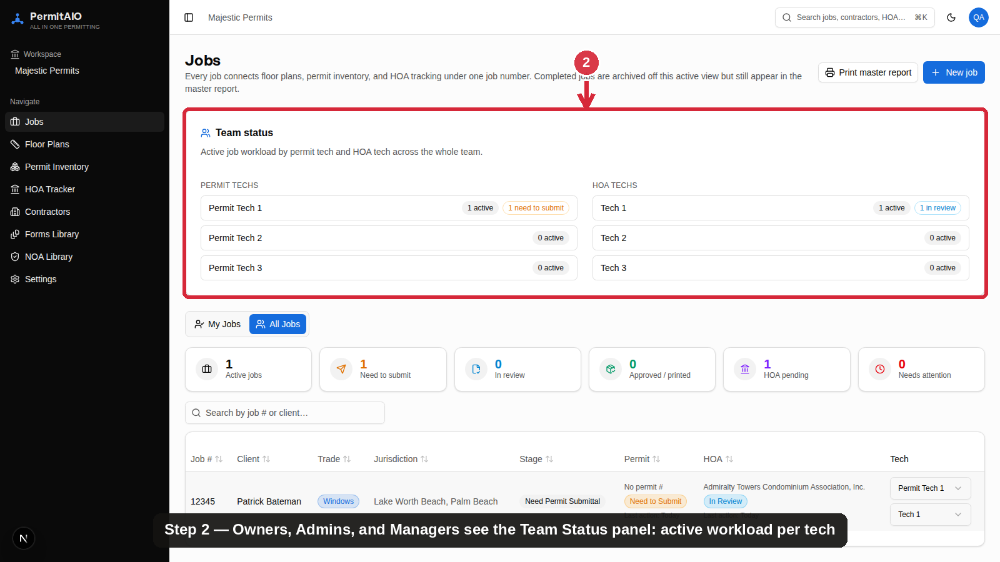 PermitAIO
ALL IN ONE PERMITTING
Workspace
Majestic Permits
Navigate
Jobs
Floor Plans
Permit Inventory
HOA Tracker
Contractors
Forms Library
NOA Library
Settings
N
Majestic Permits
Search jobs, contractors, HOA… ⌘K
QA
Jobs
Every job connects floor plans, permit inventory, and HOA tracking under one job number. Completed jobs are archived off this active view but still appear in the
master report.
Print master report
New job
2
Team status
Active job workload by permit tech and HOA tech across the whole team.
PERMIT TECHS
Permit Tech 1 1 active 1 need to submit
Permit Tech 2 0 active
Permit Tech 3 0 active
HOA TECHS
Tech 1 1 active 1 in review
Tech 2 0 active
Tech 3 0 active
My Jobs
All Jobs
1
Active jobs
1
Need to submit
0
In review
0
Approved / printed
1
HOA pending
0
Needs attention
Search by job # or client…
Job # Client Trade Jurisdiction Stage Permit HOA Tech
12345 Patrick Bateman Windows Lake Worth Beach, Palm Beach Need Permit Submittal
No permit #
Need to Submit
Last action: Today
Admiralty Towers Condominium Association, Inc.
In Review
Last action: Today
Permit Tech 1
Tech 1
Step 2 — Owners, Admins, and Managers see the Team Status panel: active workload per tech